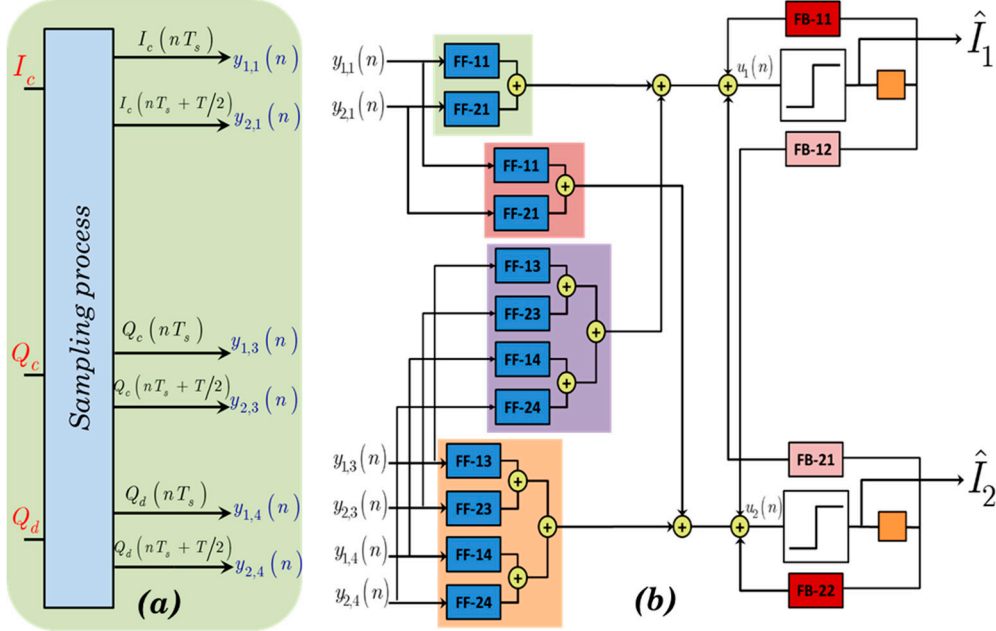 I_c
Q_c
Q_d
Sampling process
I_c(nT_s)
y_{1,1}(n)
I_c(nT_s + T/2)
y_{2,1}(n)
Q_c(nT_s)
y_{1,3}(n)
Q_c(nT_s + T/2)
y_{2,3}(n)
Q_d(nT_s)
y_{1,4}(n)
Q_d(nT_s + T/2)
y_{2,4}(n)
(a)
y_{1,1}(n)
y_{2,1}(n)
FF-11
+
FF-21
FF-11
+
FF-21
FF-13
+
FF-23
+
FF-14
+
FF-24
y_{1,3}(n)
y_{2,3}(n)
y_{1,4}(n)
y_{2,4}(n)
FF-13
+
FF-23
+
FF-14
+
FF-24
+
+
u_1(n)
FB-11
FB-12
Î_1
+
+
u_2(n)
FB-21
FB-22
Î_2
(b)